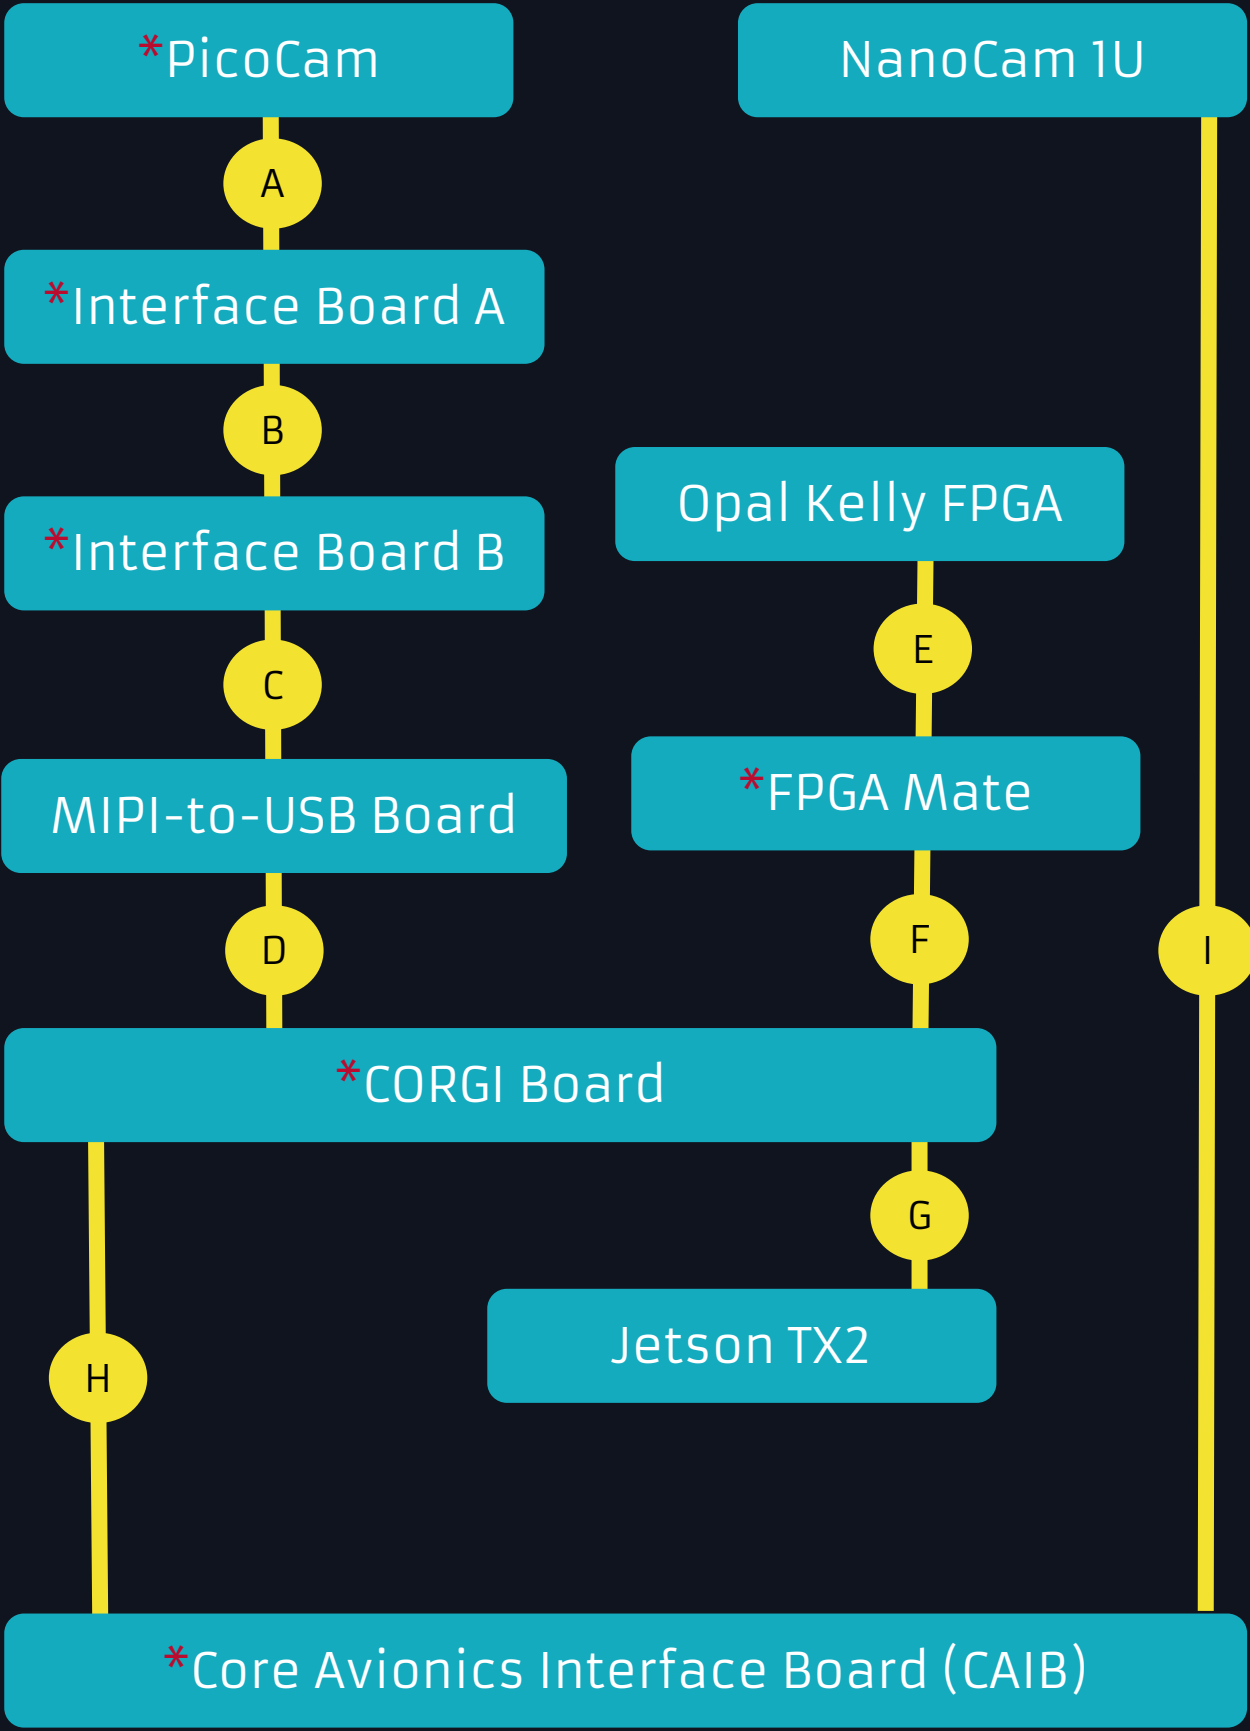 *PicoCam
NanoCam 1U
A
*Interface Board A
B
Opal Kelly FPGA
*Interface Board B
E
C
*FPGA Mate
MIPI-to-USB Board
F
D
I
*CORGI Board
G
Jetson TX2
H
*Core Avionics Interface Board (CAIB)